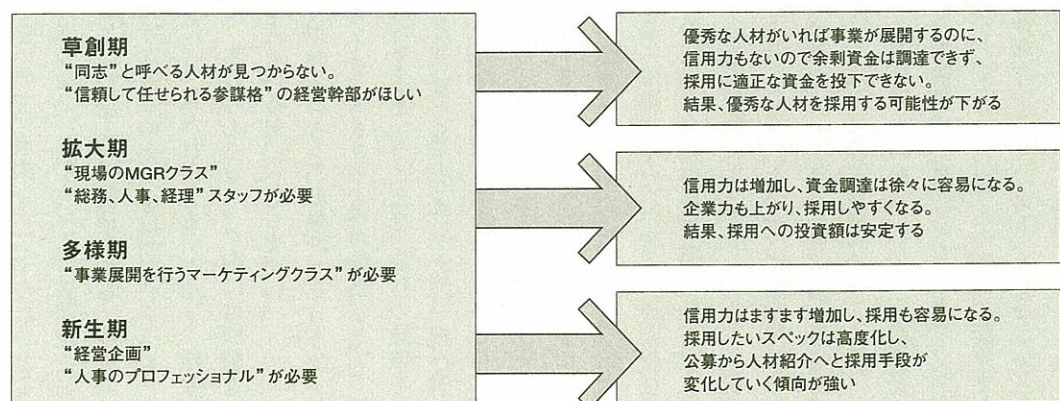 草創期
“同志”と呼べる人材が見つからない。
“信頼して任せられる参謀格”の経営幹部がほしい
拡大期
“現場のMGRクラス”
“総務、人事、経理”スタッフが必要
多様期
“事業展開を行うマーケティングクラス”が必要
新生期
“経営企画”
“人事のプロフェッショナル”が必要
優秀な人材がいれば事業が展開するのに、
信用力もないので余剰資金は調達できず、
採用に適正な資金を投下できない。
結果、優秀な人材を採用する可能性が下がる
信用力は増加し、資金調達は徐々に容易になる。
企業力も上がり、採用しやすくなる。
結果、採用への投資額は安定する
信用力はますます増加し、採用も容易になる。
採用したいスペックは高度化し、
公募から人材紹介へと採用手段が
変化していく傾向が強い